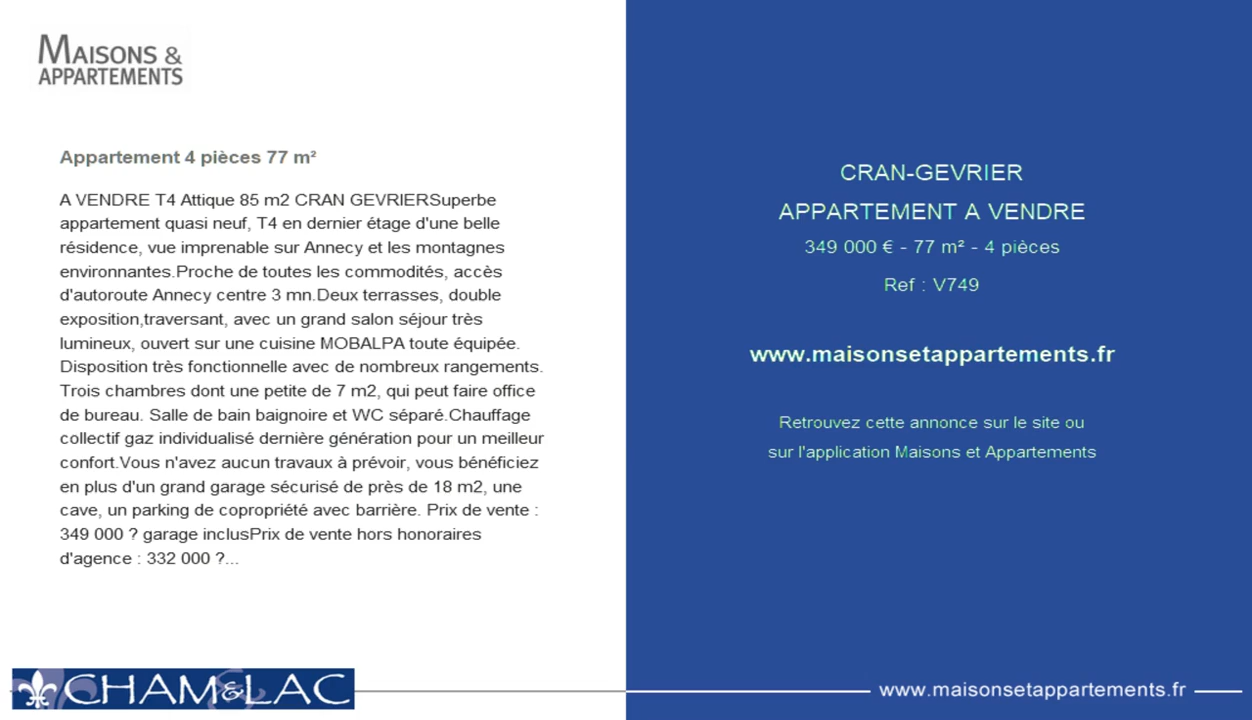 MAISONS &
APPARTEMENTS
Appartement 4 pièces 77 m²
A VENDRE T4 Attique 85 m2 CRAN GEVRIERSuperbe
appartement quasi neuf, T4 en dernier étage d'une belle
résidence, vue imprenable sur Annecy et les montagnes
environnantes.Proche de toutes les commodités, accès
d'autoroute Annecy centre 3 mn.Deux terrasses, double
exposition,traversant, avec un grand salon séjour très
lumineux, ouvert sur une cuisine MOBALPA toute équipée.
Disposition très fonctionnelle avec de nombreux rangements.
Trois chambres dont une petite de 7 m2, qui peut faire office
de bureau. Salle de bain baignoire et WC séparé.Chauffage
collectif gaz individualisé dernière génération pour un meilleur
confort.Vous n'avez aucun travaux à prévoir, vous bénéficiez
en plus d'un grand garage sécurisé de près de 18 m2, une
cave, un parking de copropriété avec barrière. Prix de vente :
349 000 ? garage inclusPrix de vente hors honoraires
d'agence : 332 000 ?...
CHAM&LAC
CRAN-GEVRIER
APPARTEMENT A VENDRE
349 000 € - 77 m² - 4 pièces
Ref : V749
www.maisonsetappartements.fr
Retrouvez cette annonce sur le site ou
sur l'application Maisons et Appartements
www.maisonsetappartements.fr